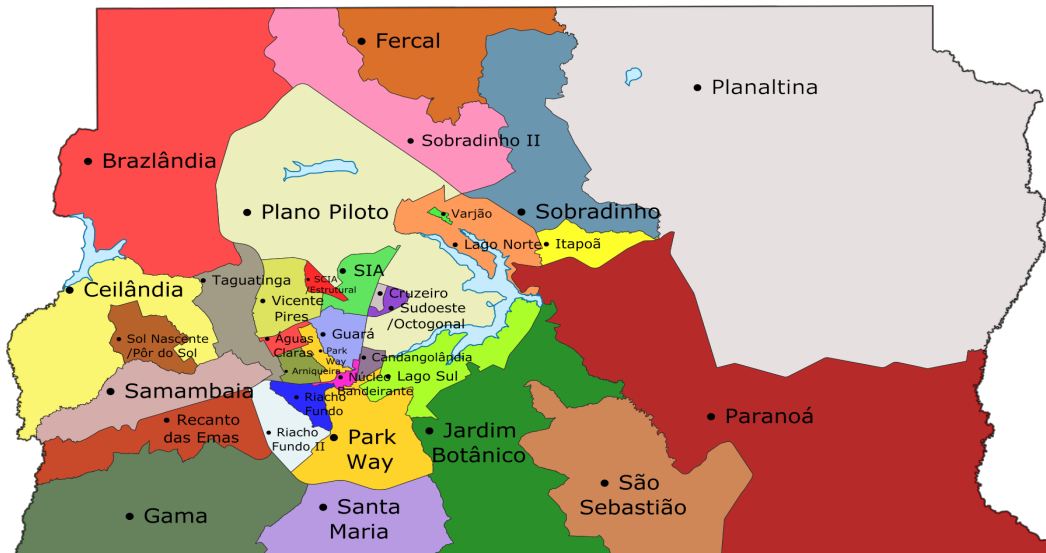 Fercal
Planaltina
Sobradinho II
Brazlândia
Plano Piloto
Varjão
Sobradinho
Lago Norte
Itapoã
SIA
Taguatinga
SCIA
/Estrutural
Ceilândia
Vicente
Pires
Cruzeiro
Sudoeste
/Octogonal
Guará
Sol Nascente
/Pôr do Sol
Águas
Claras
Park
Way
Candangolândia
Arniqueira
Núcleo
Bandeirante
Lago Sul
Samambaia
Riacho
Fundo
Recanto
das Emas
Riacho
Fundo II
Park
Way
Jardim
Botânico
Paranoá
São
Sebastião
Gama
Santa
Maria